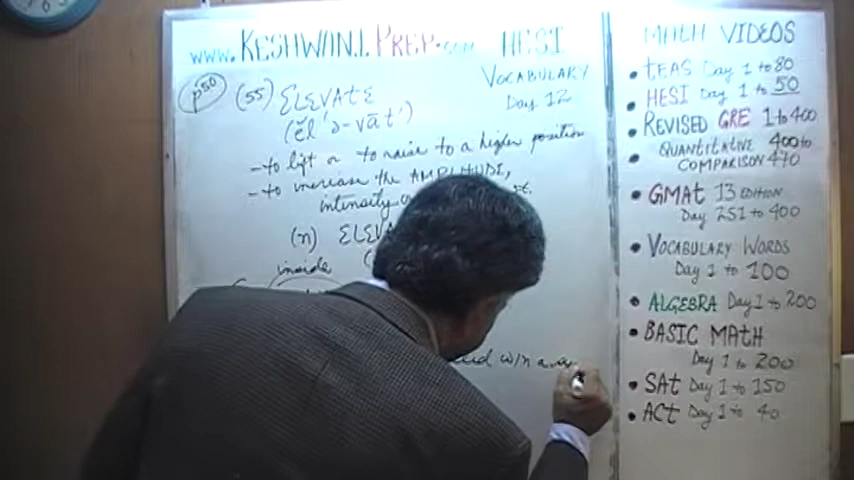 www.KESHWANI PREP.com HESI
VOCABULARY
Day 12
p50
(55) ELEVATE
(ĕl'ə-vāt')
- to lift or to raise to a higher position
- to increase the AMPLITUDE,
intensity
(n)
inside
w/n
MATH VIDEOS
• TEAS Day 1 to 80
• HESI Day 1 to 50
• REVISED GRE 1 to 400
• QUANTITATIVE 400 to
COMPARISON 470
• GMAT 13 EDITION
Day 251 to 400
• VOCABULARY WORDS
Day 1 to 100
• ALGEBRA Day 1 to 200
• BASIC MATH
Day 1 to 200
• SAT Day 1 to 150
• ACT Day 1 to 40